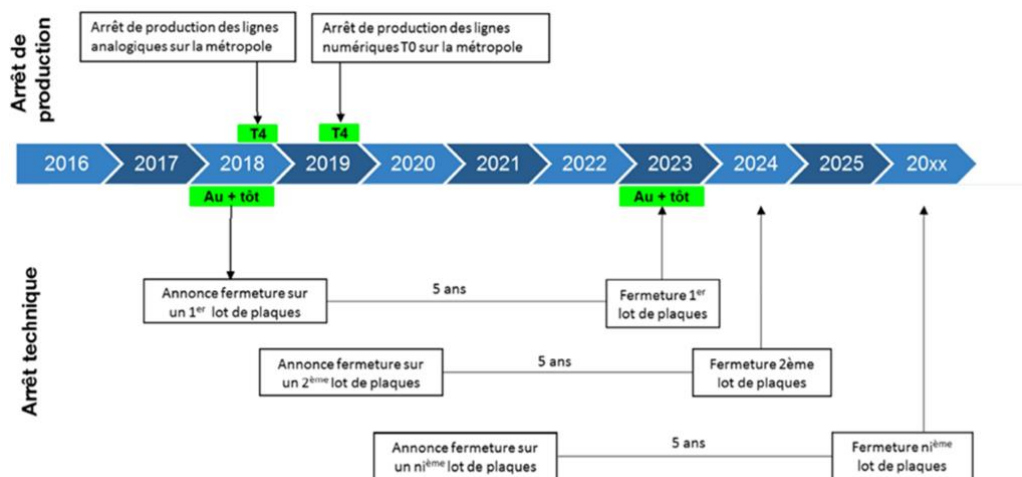 Arrêt de
production
Arrêt de production des lignes
analogiques sur la métropole
Arrêt de production des lignes
numériques T0 sur la métropole
T4
T4
2016
2017
2018
2019
2020
2021
2022
2023
2024
2025
20xx
Au + tôt
Au + tôt
Arrêt technique
Annonce fermeture sur
un 1er lot de plaques
5 ans
Fermeture 1er
lot de plaques
Annonce fermeture sur
un 2ème lot de plaques
5 ans
Fermeture 2ème
lot de plaques
Annonce fermeture sur
un nième lot de plaques
5 ans
Fermeture nième
lot de plaques